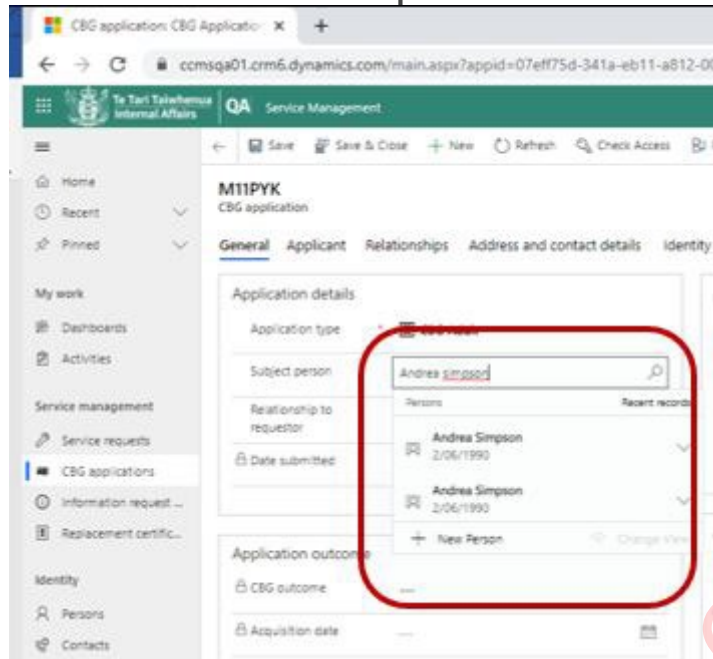 CBG application: CBG Applicatio
ccmsqa01.crm6.dynamics.com/main.aspx?appid=07eff75d-341a-eb11-a812-00
Te Tari Taiwhenua
Internal Affairs
QA Service Management
Save Save & Close New Refresh Check Access
Home
Recent
Pinned
My work
Dashboards
Activities
Service management
Service requests
CBG applications
Information request ...
Replacement certific...
Identity
Persons
Contacts
M11PYK
CBG application
General Applicant Relationships Address and contact details Identity
Application details
Application type * CBG Adult
Subject person Andrea simpson
Persons Recent records
Relationship to
requestor
Andrea Simpson
2/06/1990
Date submitted
Andrea Simpson
2/06/1990
New Person Change View
Application outcome
CBG outcome ---
Acquisition date ---